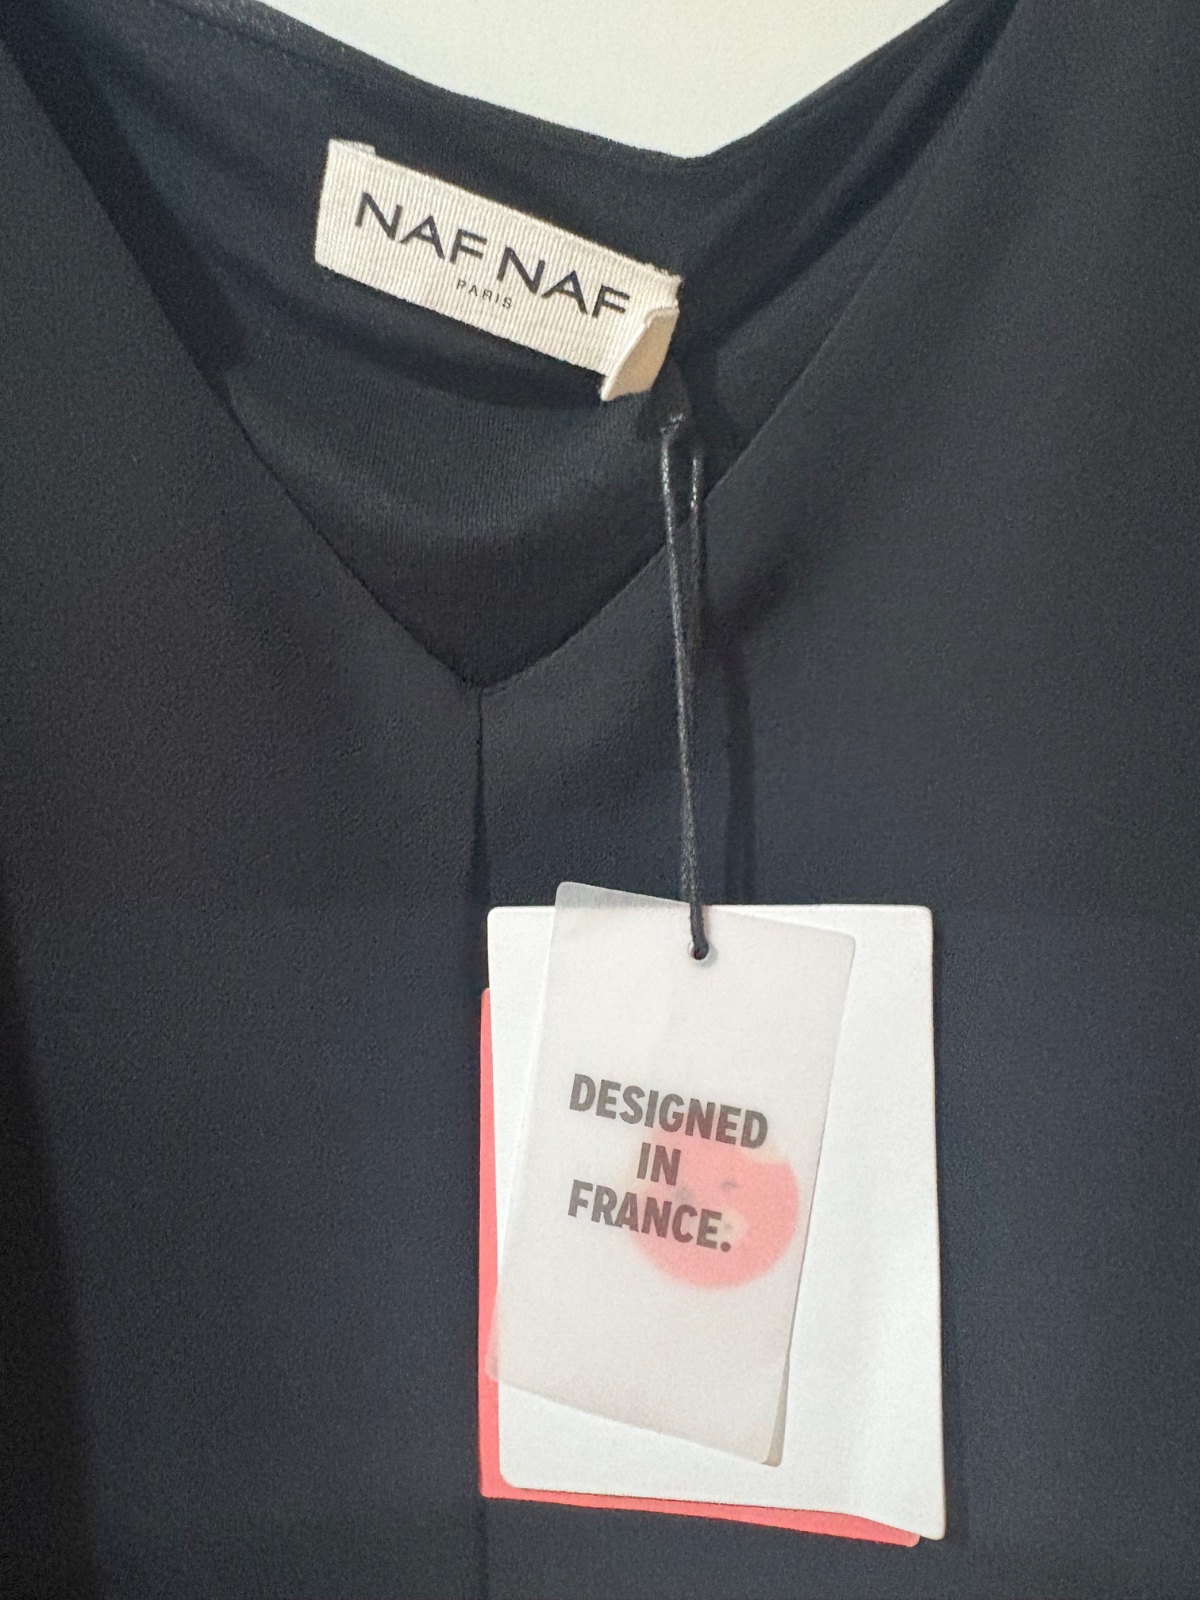 NAF NAF
PARIS
DESIGNED
IN
FRANCE.